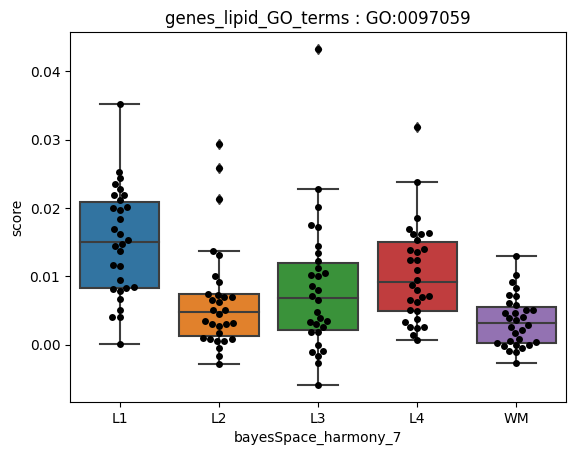 genes_lipid_GO_terms : GO:0097059
0.04
0.03
0.02
0.01
0.00
score
L1 L2 L3 L4 WM
bayesSpace_harmony_7